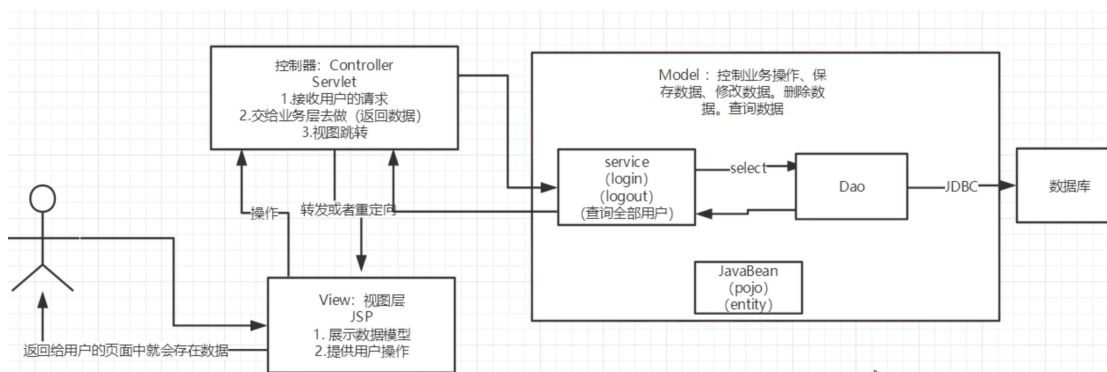 控制器：Controller
Servlet
1.接收用户的请求
2.交给业务层去做（返回数据）
3.视图跳转
Model ：控制业务操作、保
存数据、修改数据。删除数
据。查询数据
service
（login）
（logout）
（查询全部用户）
select
Dao
JDBC
数据库
操作
转发或者重定向
JavaBean
（pojo）
（entity）
View：视图层
JSP
1. 展示数据模型
2.提供用户操作
返回给用户的页面中就会存在数据